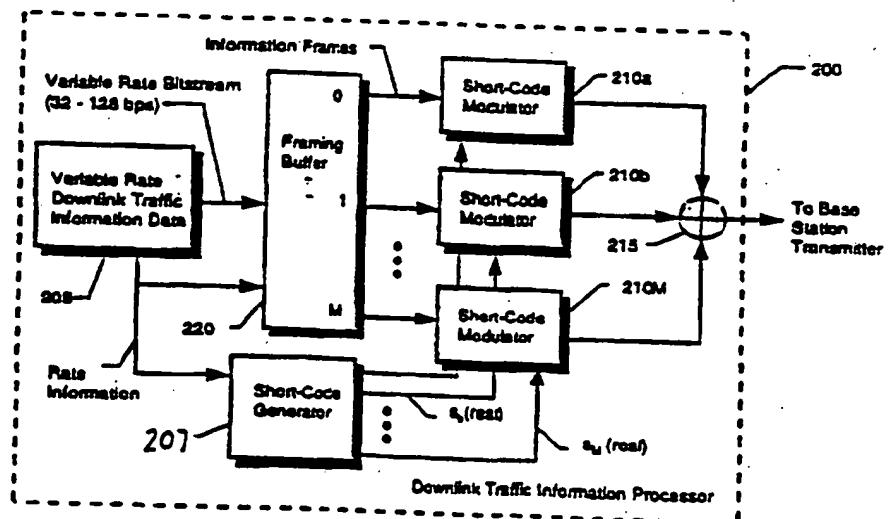 Information Frames
Variable Rate Bitstream
(32 - 128 bps)
0
Framing
Buffer
1
M
Short-Code
Modulator
210a
200
Variable Rate
Downlink Traffic
Information Data
Short-Code
Modulator
210b
215
To Base
Station
Transmitter
205
220
Short-Code
Modulator
210M
Rate
Information
Short-Code
Generator
207
(real)
(real)
Downlink Traffic Information Processor